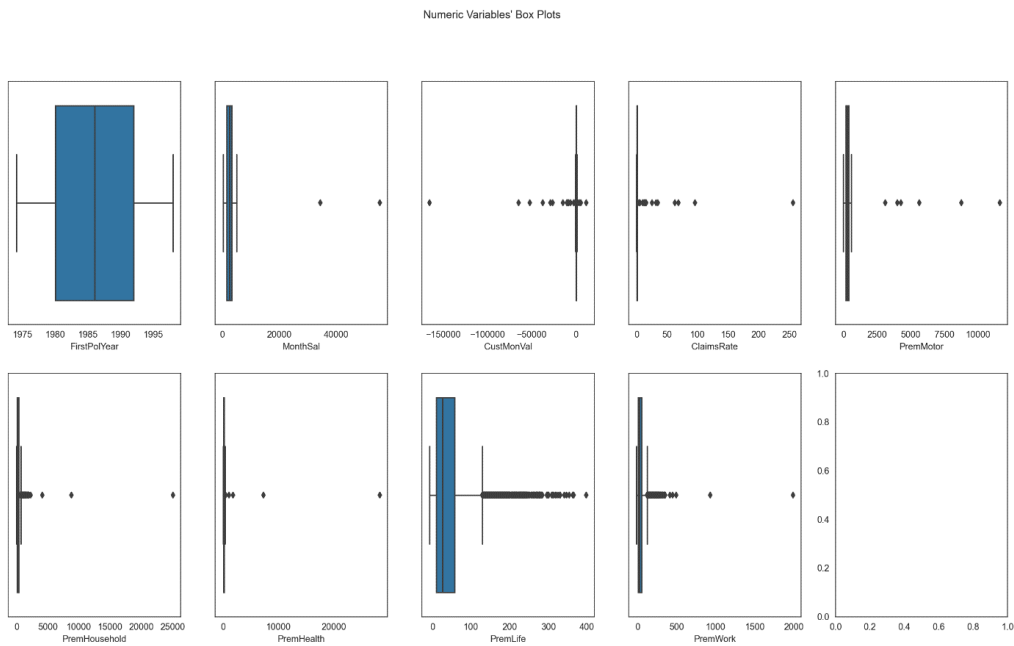 Numeric Variables' Box Plots
1975 1980 1985 1990 1995
FirstPolYear
0 20000 40000
MonthSal
−150000 −100000 −50000 0
CustMonVal
0 50 100 150 200 250
ClaimsRate
0 2500 5000 7500 10000
PremMotor
0 5000 10000 15000 20000 25000
PremHousehold
0 10000 20000
PremHealth
0 100 200 300 400
PremLife
0 500 1000 1500 2000
PremWork
1.0
0.8
0.6
0.4
0.2
0.0
0.0 0.2 0.4 0.6 0.8 1.0